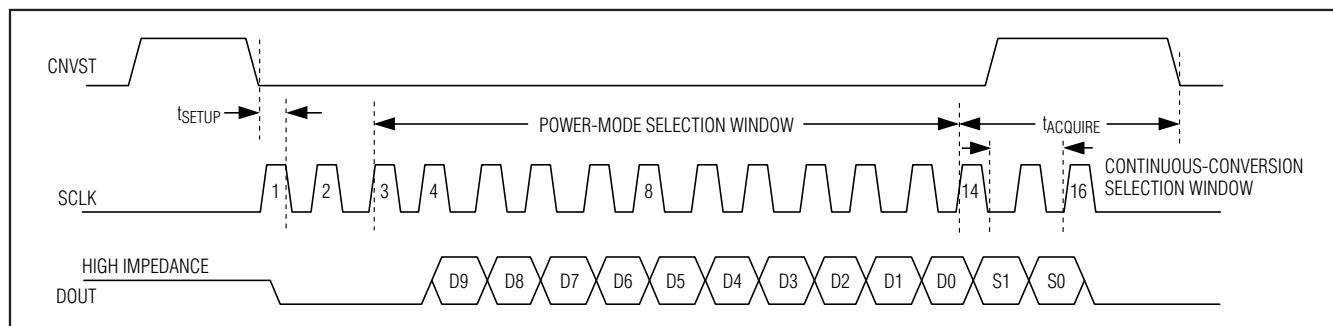 CNVST
tSETUP
POWER-MODE SELECTION WINDOW
tACQUIRE
CONTINUOUS-CONVERSION
SELECTION WINDOW
SCLK
1 2 3 4 8 14 16
HIGH IMPEDANCE
DOUT
D9 D8 D7 D6 D5 D4 D3 D2 D1 D0 S1 S0